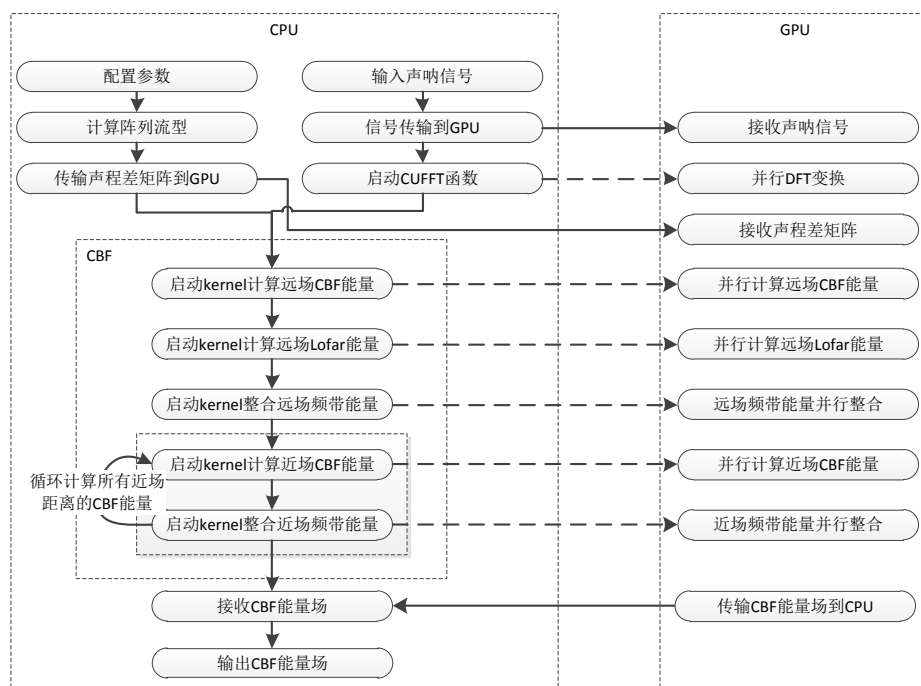 CPU
GPU
配置参数
输入声呐信号
计算阵列流型
信号传输到GPU
接收声呐信号
传输声程差矩阵到GPU
启动CUFFT函数
并行DFT变换
接收声程差矩阵
CBF
启动kernel计算远场CBF能量
并行计算远场CBF能量
启动kernel计算远场Lofar能量
并行计算远场Lofar能量
启动kernel整合远场频带能量
远场频带能量并行整合
启动kernel计算近场CBF能量
并行计算近场CBF能量
循环计算所有近场
距离的CBF能量
启动kernel整合近场频带能量
近场频带能量并行整合
接收CBF能量场
传输CBF能量场到CPU
输出CBF能量场